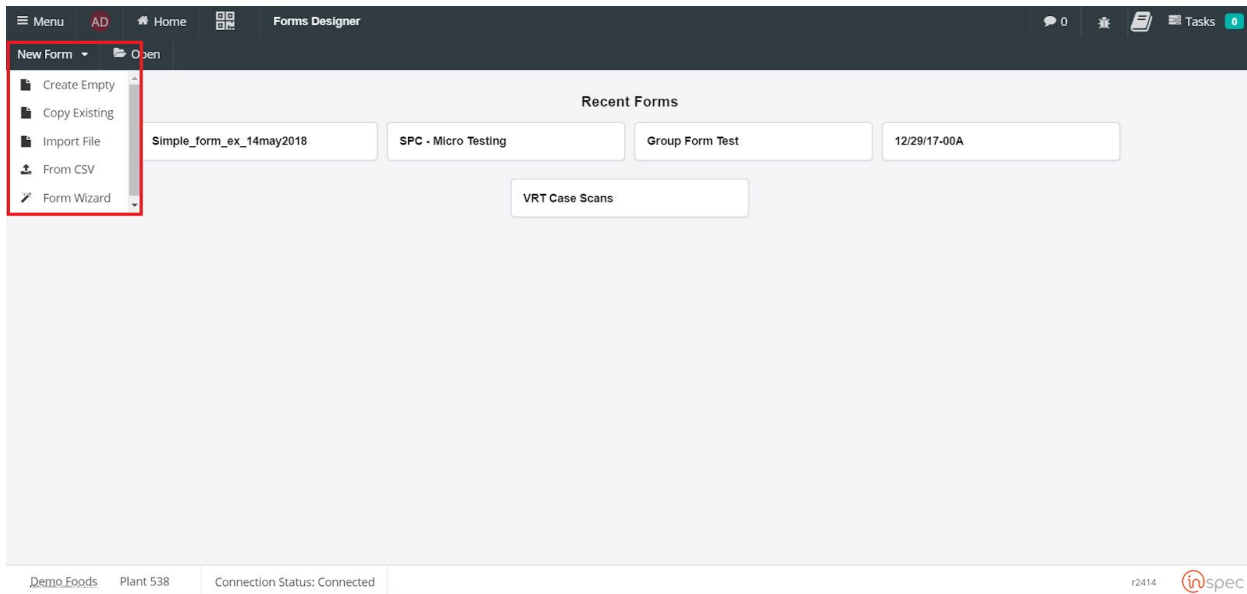 Menu AD Home Forms Designer 0 Tasks 0
New Form Open
Create Empty
Copy Existing
Import File
From CSV
Form Wizard
Recent Forms
Simple_form_ex_14may2018 SPC - Micro Testing Group Form Test 12/29/17-00A
VRT Case Scans
Demo Foods Plant 538 Connection Status: Connected r2414 inspec